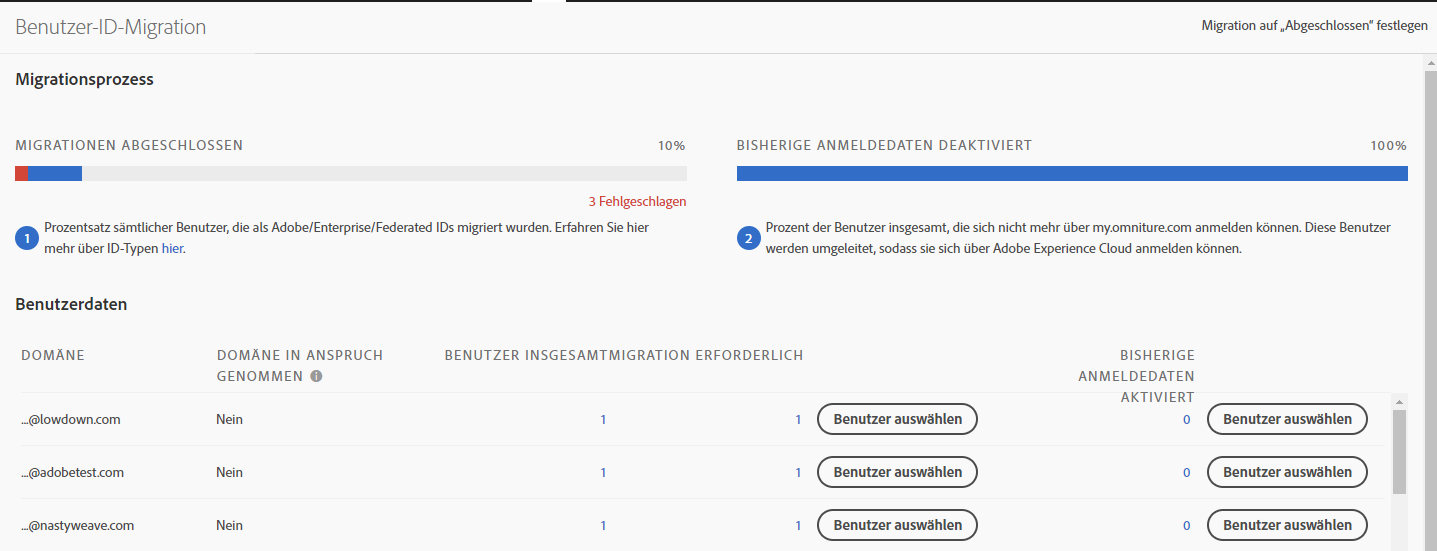 Benutzer-ID-Migration
Migration auf „Abgeschlossen“ festlegen
Migrationsprozess
MIGRATIONEN ABGESCHLOSSEN 10%
3 Fehlgeschlagen
1 Prozentsatz sämtlicher Benutzer, die als Adobe/Enterprise/Federated IDs migriert wurden. Erfahren Sie hier
mehr über ID-Typen hier.
BISHERIGE ANMELDEDATEN DEAKTIVIERT 100%
2 Prozent der Benutzer insgesamt, die sich nicht mehr über my.omniture.com anmelden können. Diese Benutzer
werden umgeleitet, sodass sie sich über Adobe Experience Cloud anmelden können.
Benutzerdaten
DOMÄNE
DOMÄNE IN ANSPRUCH
GENOMMEN
BENUTZER INSGESAMT
MIGRATION ERFORDERLICH
BISHERIGE
ANMELDEDATEN
AKTIVIERT
...@lowdown.com Nein 1 1 Benutzer auswählen 0 Benutzer auswählen
...@adobetest.com Nein 1 1 Benutzer auswählen 0 Benutzer auswählen
...@nastyweave.com Nein 1 1 Benutzer auswählen 0 Benutzer auswählen